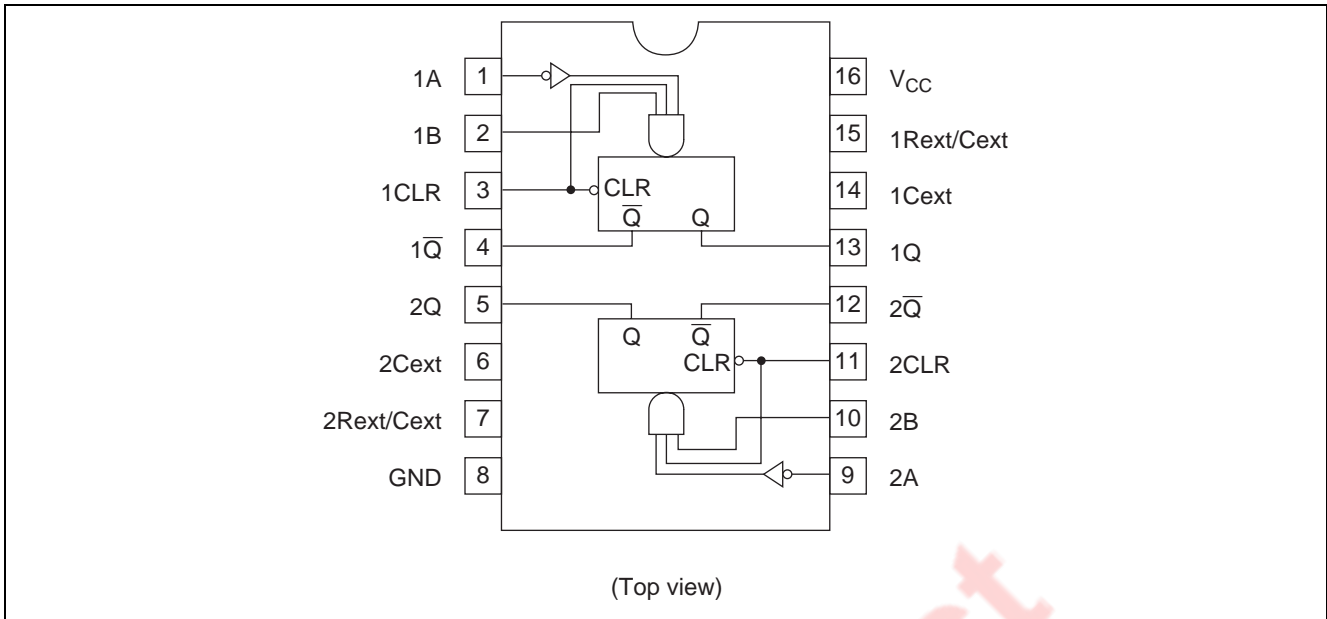 1A 1 16 V_CC
1B 2 15 1Rext/Cext
1CLR 3 CLR 14 1Cext
Q̅ Q
1Q̅ 4 13 1Q
2Q 5 12 2Q̅
Q Q̅
2Cext 6 CLR 11 2CLR
2Rext/Cext 7 10 2B
GND 8 9 2A
(Top view)